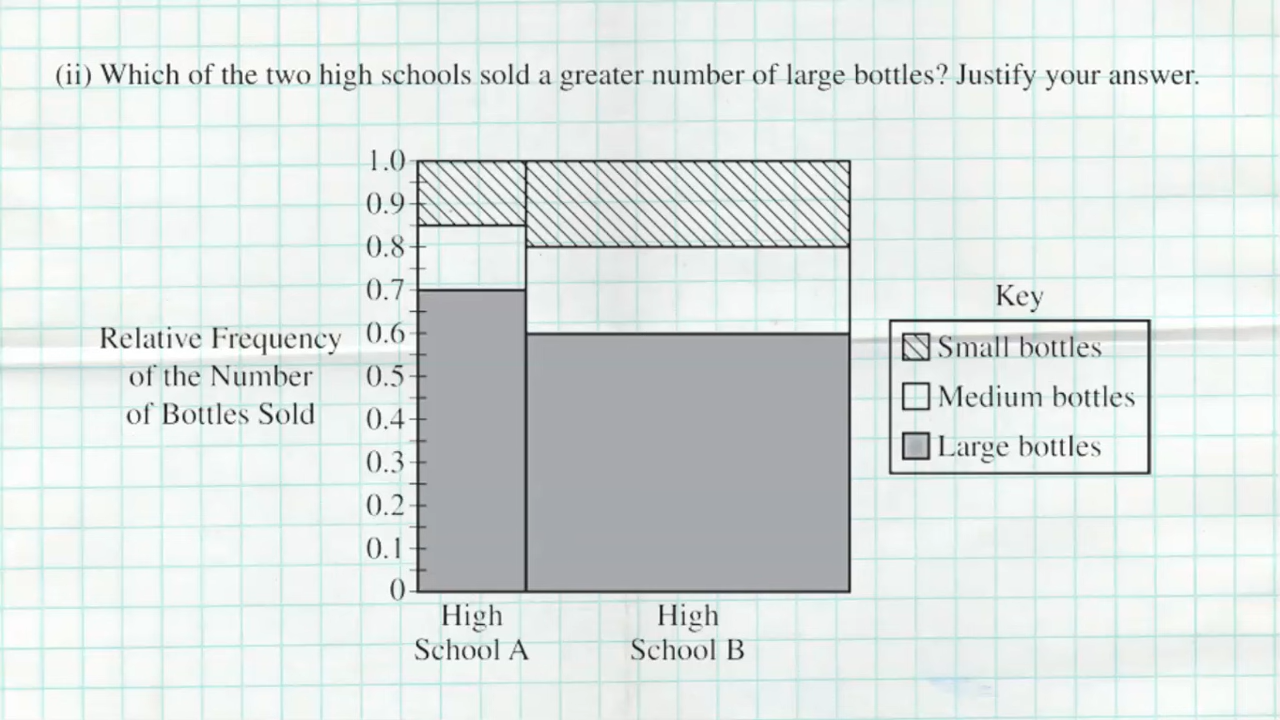 (ii) Which of the two high schools sold a greater number of large bottles? Justify your answer.
1.0
0.9
0.8
0.7
0.6
0.5
0.4
0.3
0.2
0.1
0
Relative Frequency
of the Number
of Bottles Sold
High
School A
High
School B
Key
Small bottles
Medium bottles
Large bottles